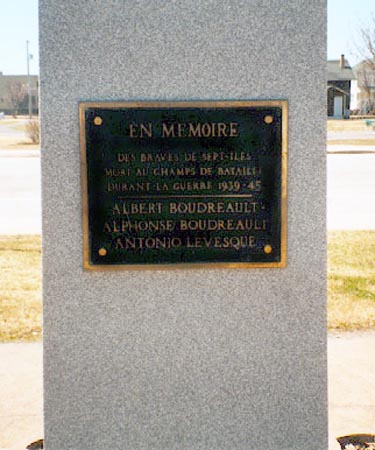 EN MEMOIRE
DES BRAVES DE SEPT-ILES
MORT AU CHAMPS DE BATAILLE
DURANT LA GUERRE 1939-45
ALBERT BOUDREAULT
ALPHONSE BOUDREAULT
ANTONIO LEVESQUE